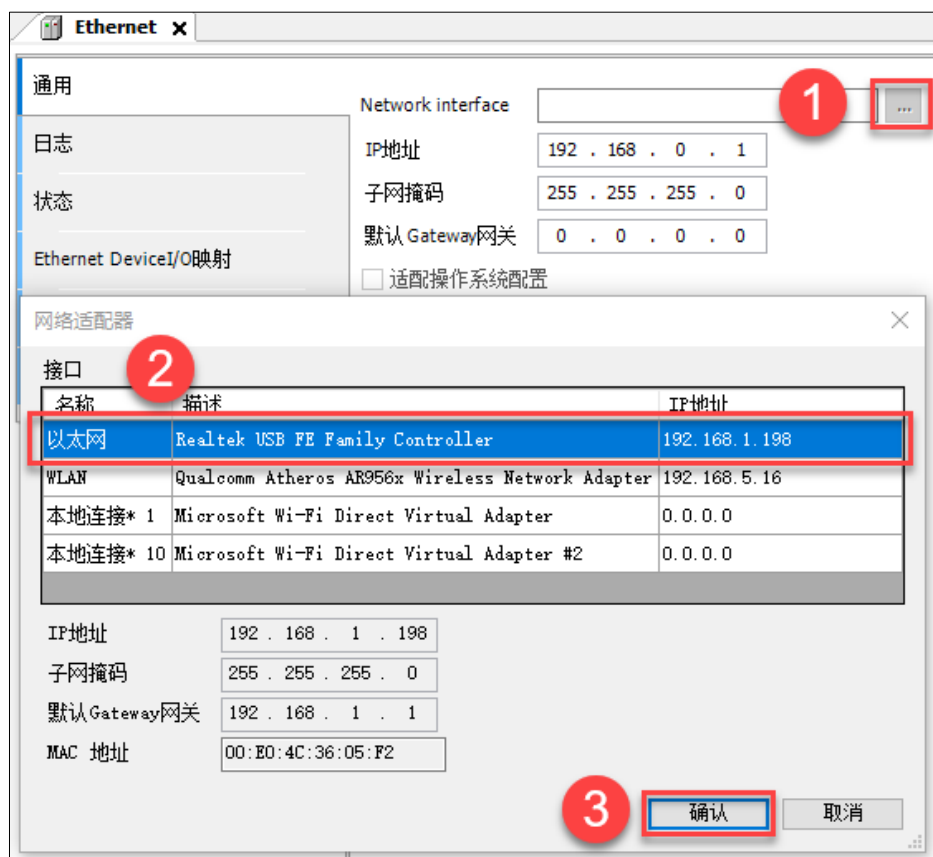 Ethernet
通用
Network interface
1
...
日志
IP地址
192 . 168 . 0 . 1
状态
子网掩码
255 . 255 . 255 . 0
默认Gateway网关
0 . 0 . 0 . 0
Ethernet DeviceI/O映射
适配操作系统配置
网络适配器
接口
2
名称 描述 IP地址
以太网 Realtek USB FE Family Controller 192.168.1.198
WLAN Qualcomm Atheros AR956x Wireless Network Adapter 192.168.5.16
本地连接* 1 Microsoft Wi-Fi Direct Virtual Adapter 0.0.0.0
本地连接* 10 Microsoft Wi-Fi Direct Virtual Adapter #2 0.0.0.0
IP地址 192 . 168 . 1 . 198
子网掩码 255 . 255 . 255 . 0
默认Gateway网关 192 . 168 . 1 . 1
MAC 地址 00:E0:4C:36:05:F2
3
确认
取消